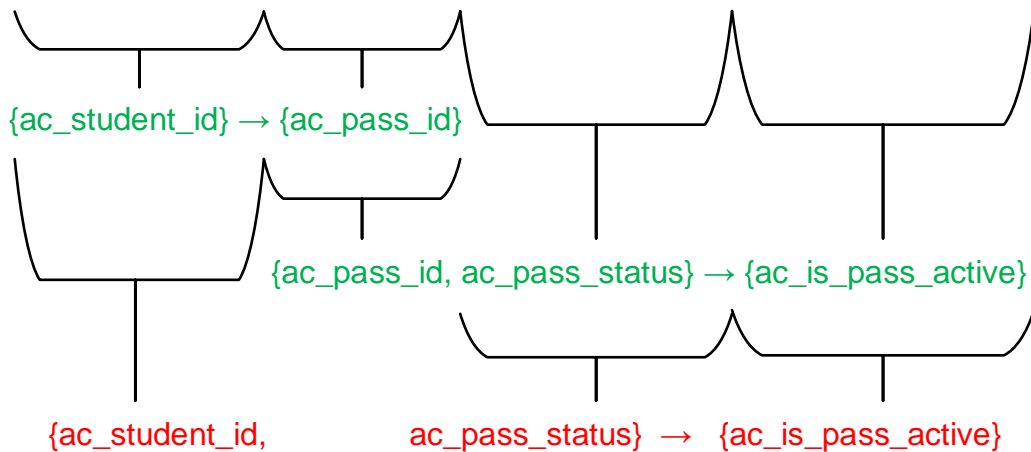 {ac_student_id} → {ac_pass_id}
{ac_pass_id, ac_pass_status} → {ac_is_pass_active}
{ac_student_id, ac_pass_status} → {ac_is_pass_active}